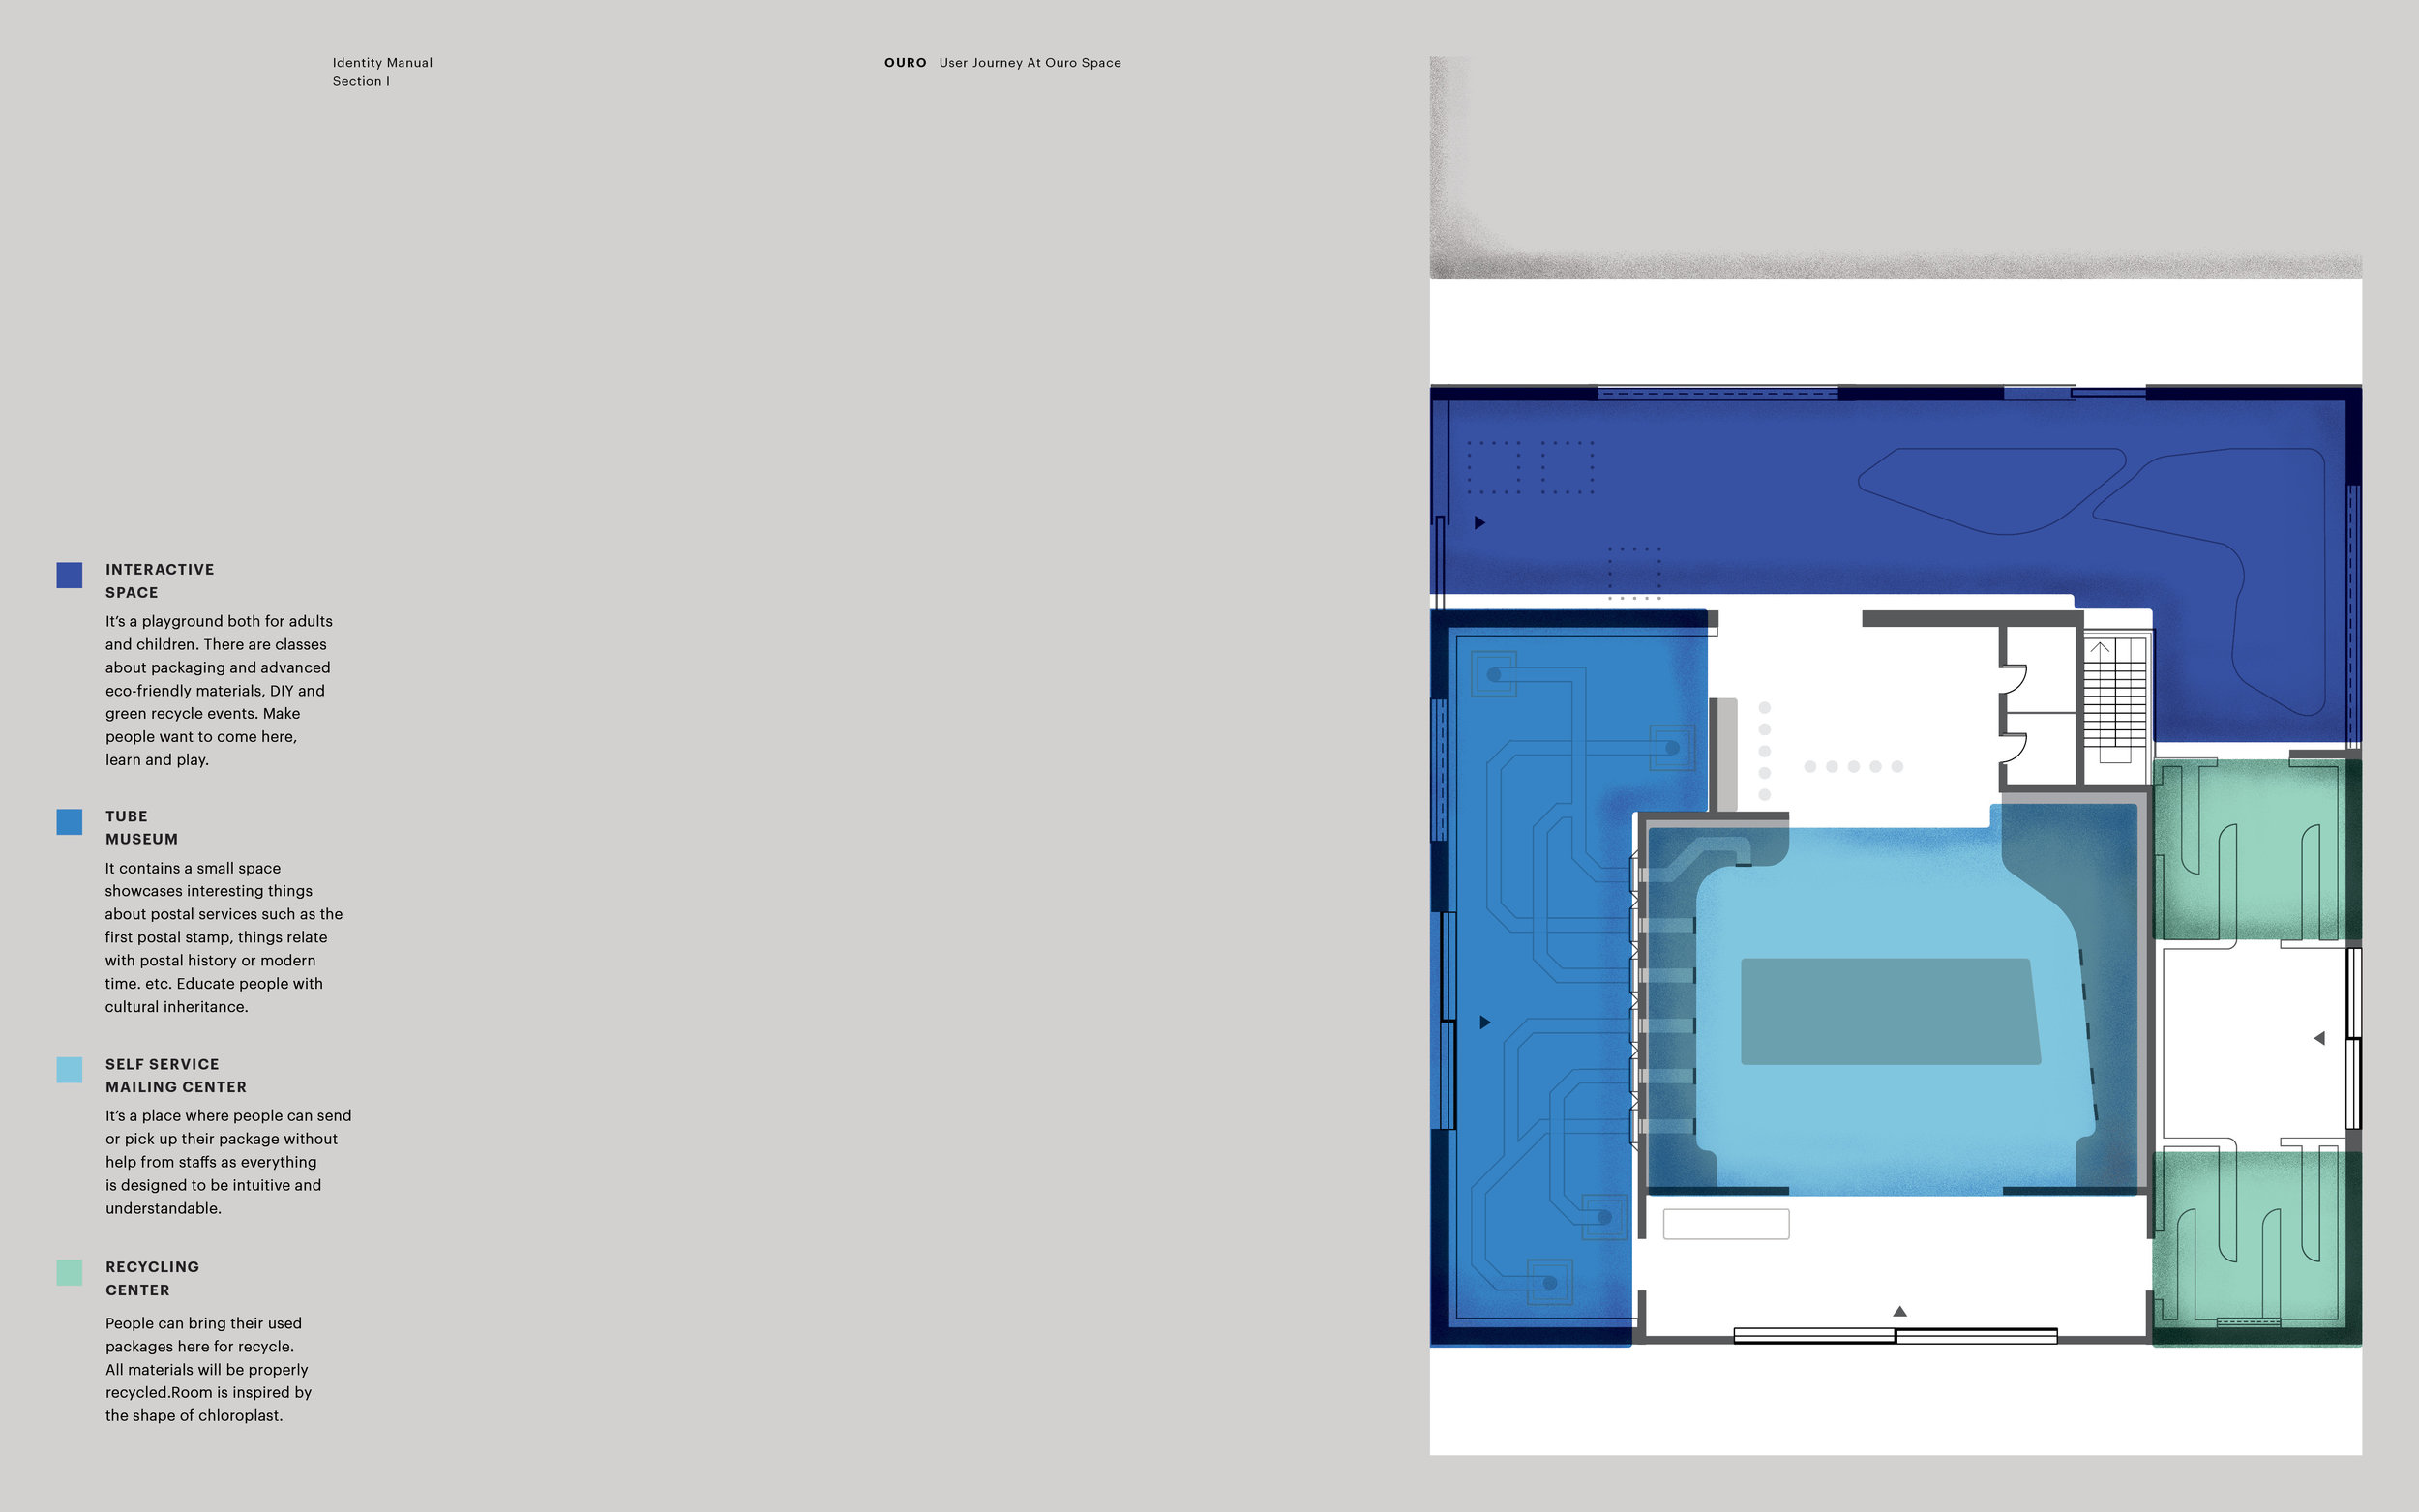 Identity Manual
Section I
OURO User Journey At Ouro Space
INTERACTIVE
SPACE
It’s a playground both for adults
and children. There are classes
about packaging and advanced
eco-friendly materials, DIY and
green recycle events. Make
people want to come here,
learn and play.
TUBE
MUSEUM
It contains a small space
showcases interesting things
about postal services such as the
first postal stamp, things relate
with postal history or modern
time. etc. Educate people with
cultural inheritance.
SELF SERVICE
MAILING CENTER
It’s a place where people can send
or pick up their package without
help from staffs as everything
is designed to be intuitive and
understandable.
RECYCLING
CENTER
People can bring their used
packages here for recycle.
All materials will be properly
recycled.Room is inspired by
the shape of chloroplast.